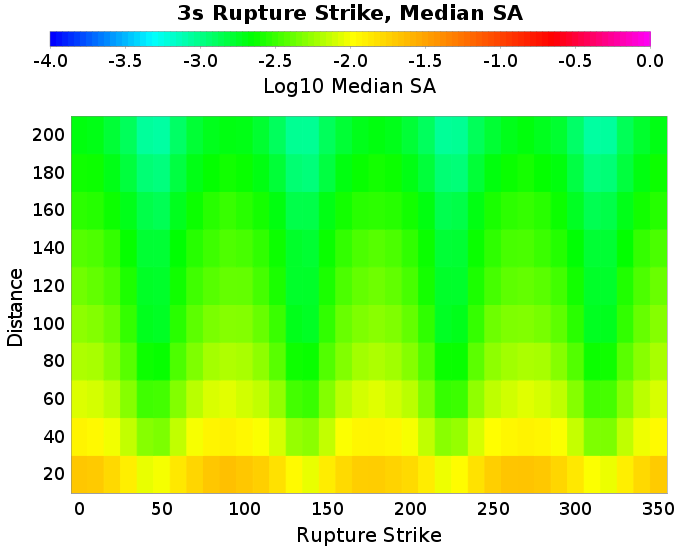 3s Rupture Strike, Median SA
-4.0 -3.5 -3.0 -2.5 -2.0 -1.5 -1.0 -0.5 0.0
Log10 Median SA
200
180
160
140
120
100
80
60
40
20
Distance
0 50 100 150 200 250 300 350
Rupture Strike